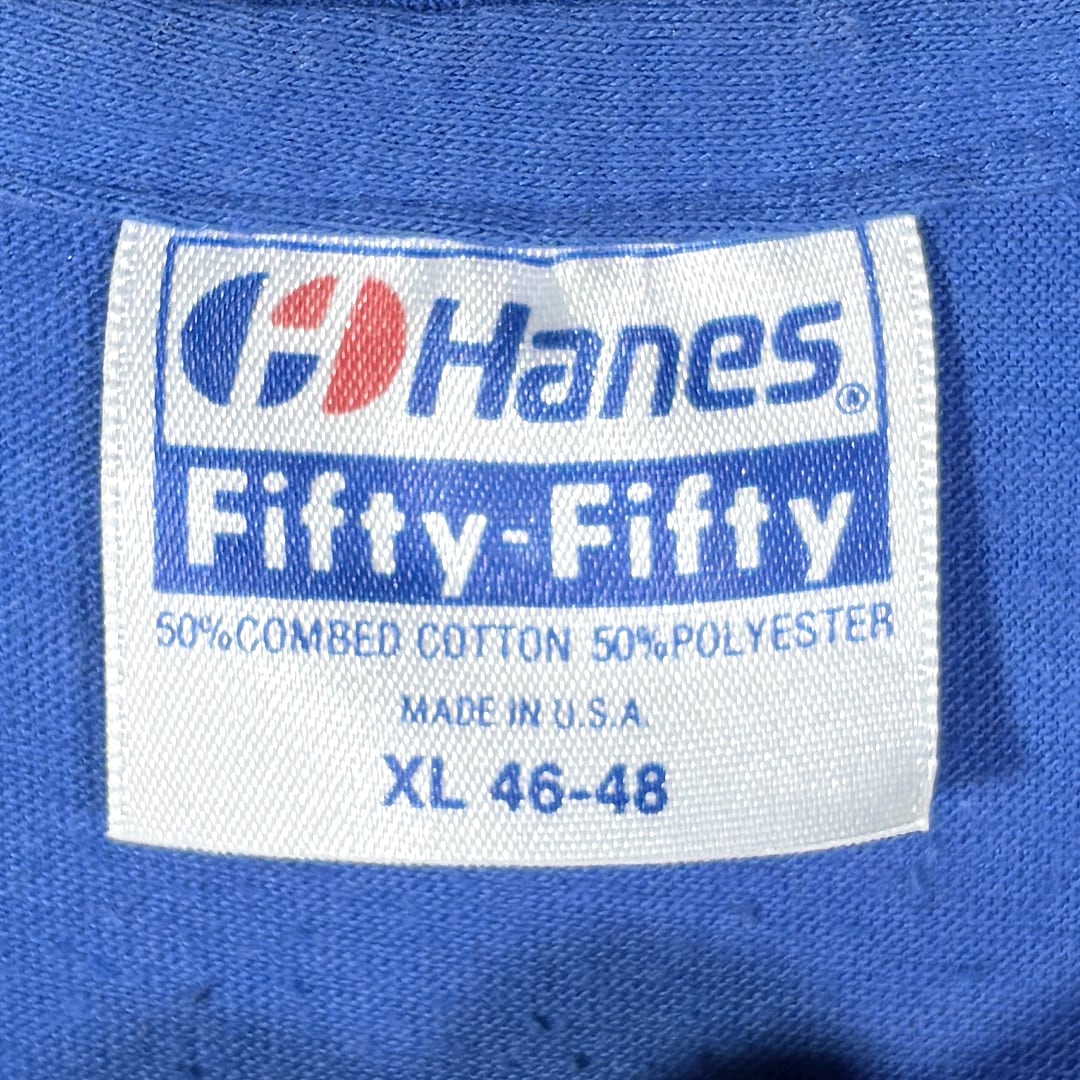 Hanes®
Fifty-Fifty
50% COMBED COTTON 50% POLYESTER
MADE IN U.S.A.
XL 46-48